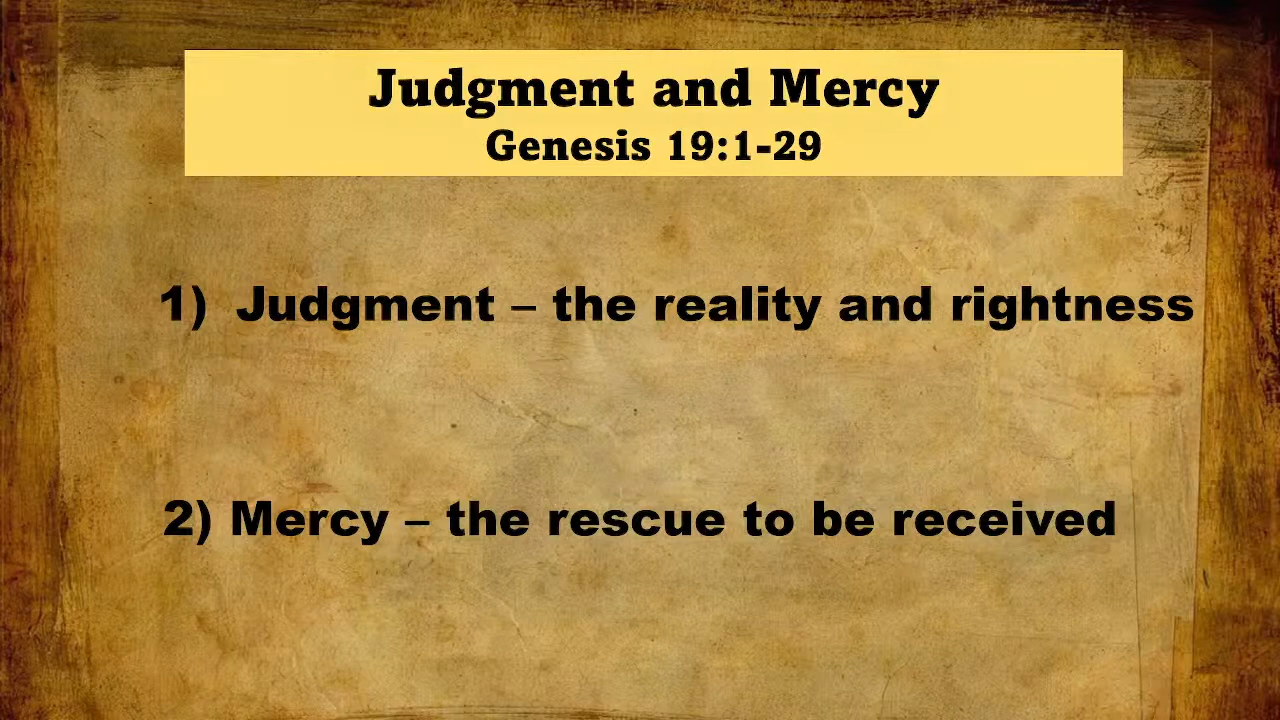 Judgment and Mercy
Genesis 19:1-29
1) Judgment – the reality and rightness
2) Mercy – the rescue to be received